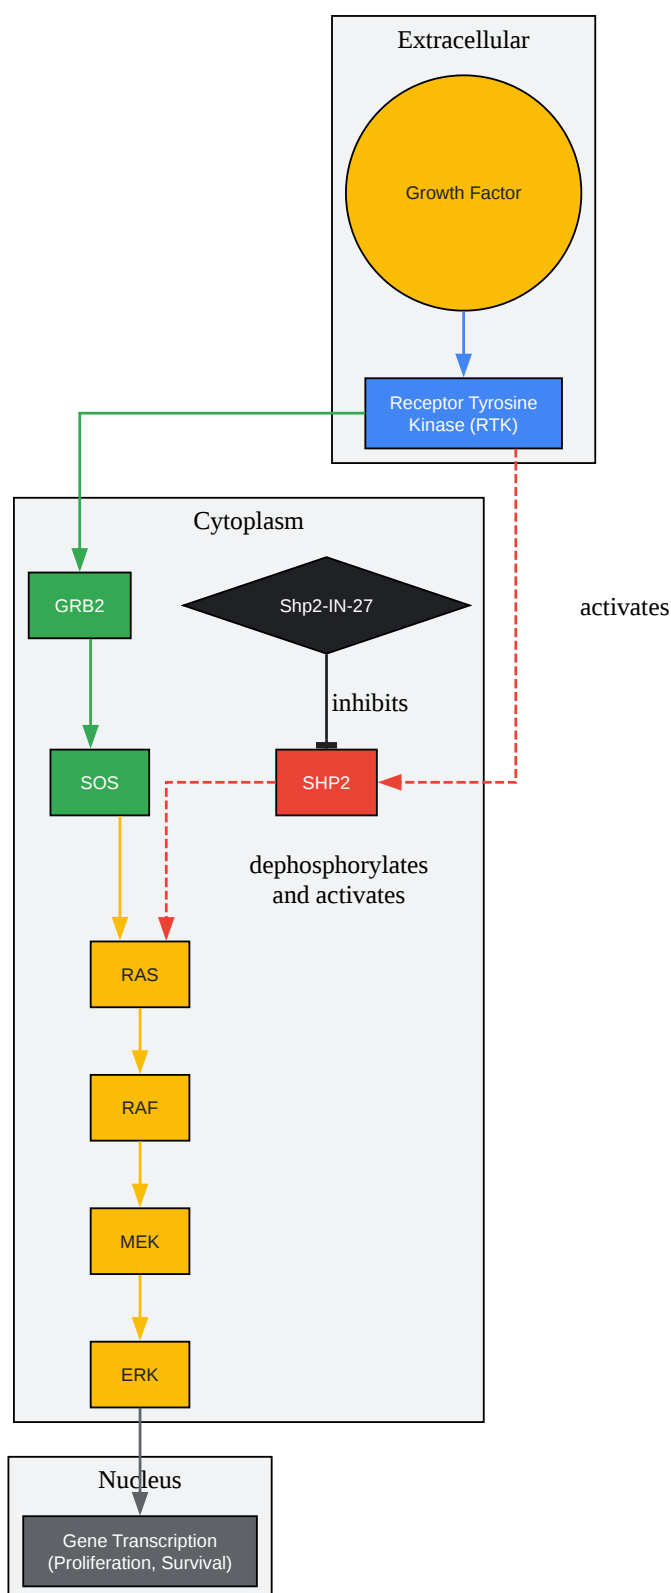 Extracellular
Growth Factor
Receptor Tyrosine
Kinase (RTK)
Cytoplasm
GRB2
Shp2-IN-27
activates
inhibits
SOS
SHP2
dephosphorylates
and activates
RAS
RAF
MEK
ERK
Nucleus
Gene Transcription
(Proliferation, Survival)